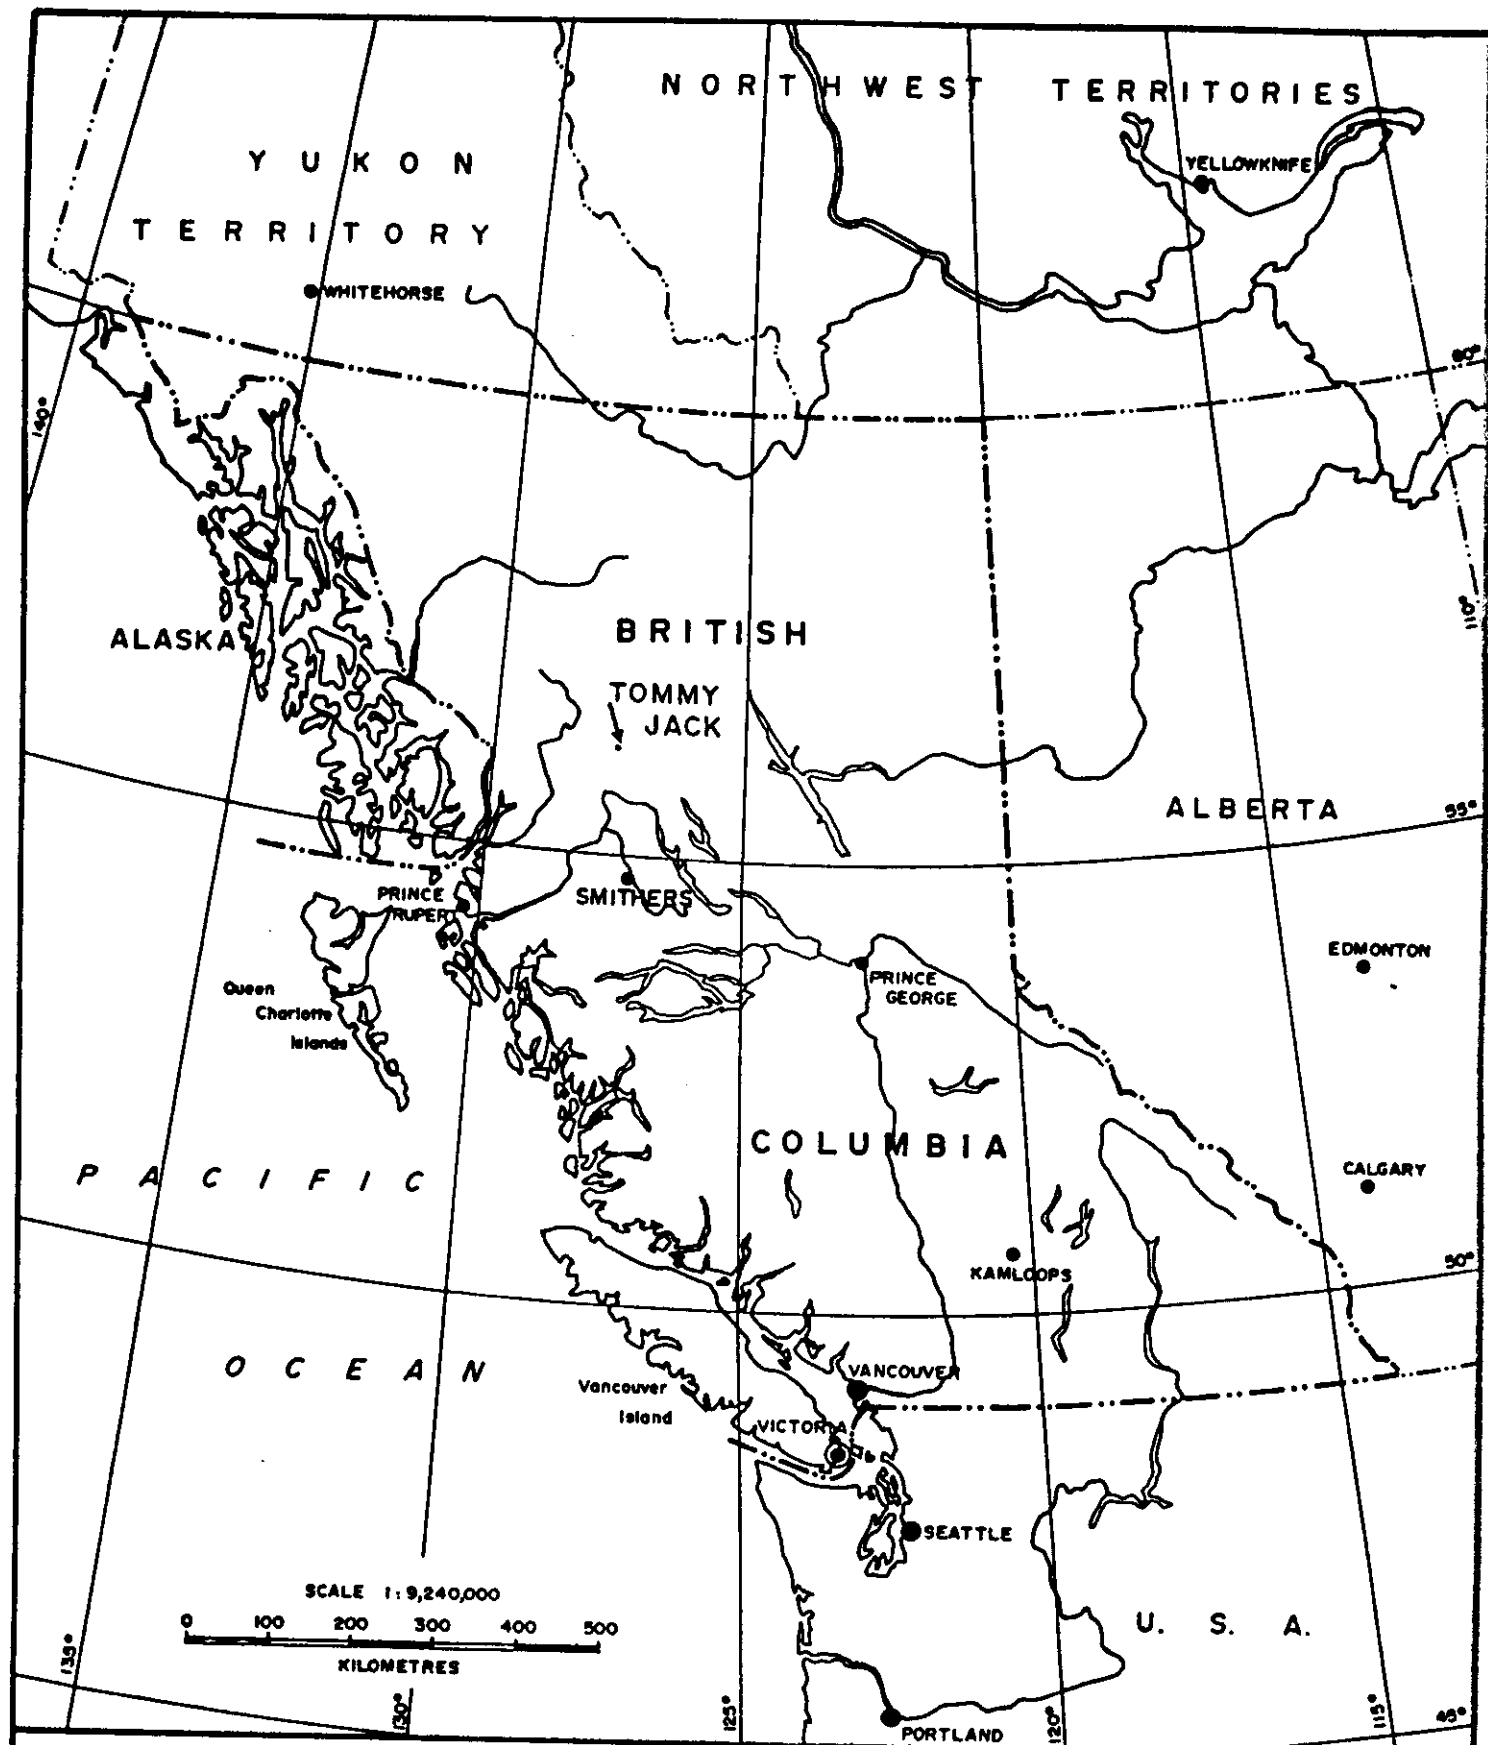 NORTHWEST TERRITORIES
YUKON
TERRITORY
YELLOWKNIFE
WHITEHORSE
60°
140°
110°
ALASKA
BRITISH
TOMMY
JACK
ALBERTA
55°
PRINCE
RUPERT
SMITHERS
EDMONTON
PRINCE
GEORGE
Queen
Charlotte
Islands
COLUMBIA
PACIFIC
CALGARY
KAMLOOPS
50°
OCEAN
VANCOUVER
Vancouver
Island
VICTORIA
SEATTLE
SCALE 1:9,240,000
0 100 200 300 400 500
KILOMETRES
U. S. A.
135°
130°
125°
120°
115°
45°
PORTLAND